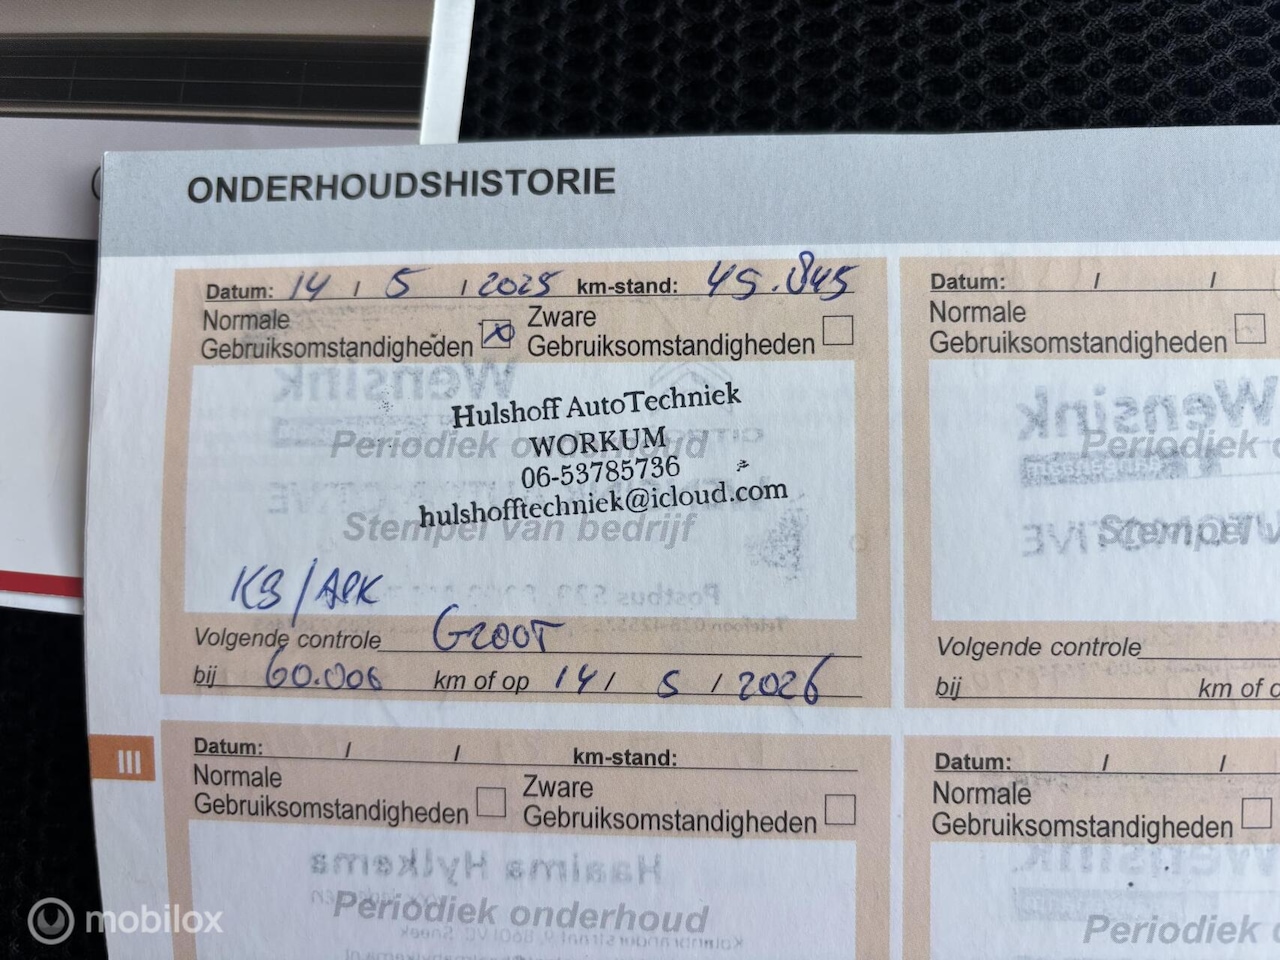 ONDERHOUDSHISTORIE
Datum: 14 / 5 / 2025 km-stand: 45.845
Normale
Gebruiksomstandigheden
Zware
Gebruiksomstandigheden
Hulshoff AutoTechniek
WORKUM
06-53785736
hulshofftechniek@icloud.com
Periodiek onderhoud
Stempel van bedrijf
KB/APK
Volgende controle GROOT
bij 60.006 km of op 14 / 5 / 2026
Datum: / /
Normale
Gebruiksomstandigheden
Wensink
Periodiek
Stempel
Volgende controle
bij km of
III
Datum: / / km-stand:
Normale
Gebruiksomstandigheden
Zware
Gebruiksomstandigheden
Haaima Hylkema
Periodiek onderhoud
Datum: / /
Normale
Gebruiksomstandigheden
Periodiek
mobilox